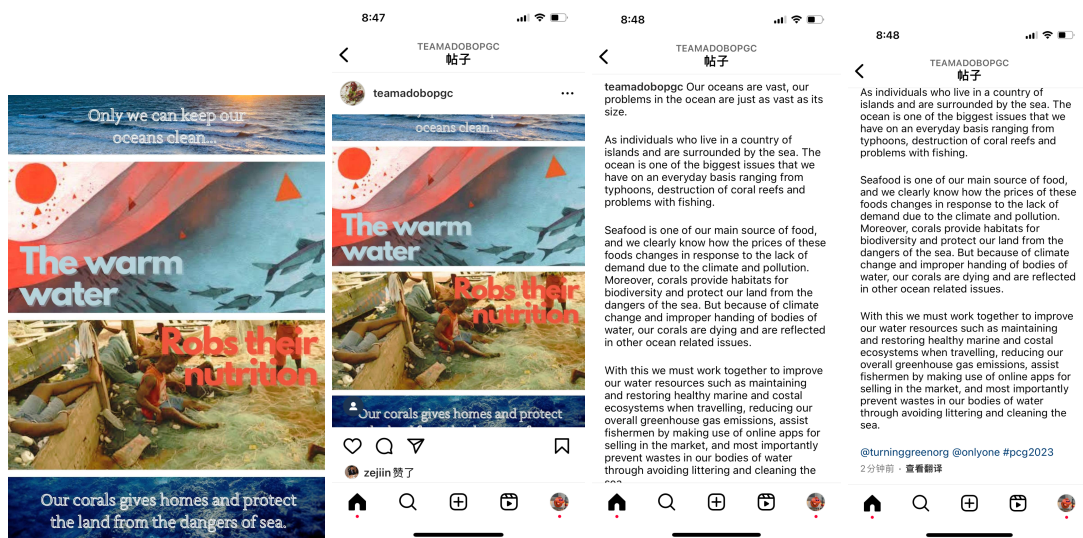 Only we can keep our
oceans clean...
The warm
water
Robs their
nutrition
Our corals gives homes and protect
the land from the dangers of sea.
8:47
TEAMADOBOPGC
帖子
teamadobopgc
oceans clean...
The warm
water
Robs their
nutrition
Our corals gives homes and protect
zejiin 赞了
8:48
TEAMADOBOPGC
帖子
teamadobopgc Our oceans are vast, our
problems in the ocean are just as vast as its
size.
As individuals who live in a country of
islands and are surrounded by the sea. The
ocean is one of the biggest issues that we
have on an everyday basis ranging from
typhoons, destruction of coral reefs and
problems with fishing.
Seafood is one of our main source of food,
and we clearly know how the prices of these
foods changes in response to the lack of
demand due to the climate and pollution.
Moreover, corals provide habitats for
biodiversity and protect our land from the
dangers of the sea. But because of climate
change and improper handing of bodies of
water, our corals are dying and are reflected
in other ocean related issues.
With this we must work together to improve
our water resources such as maintaining
and restoring healthy marine and costal
ecosystems when travelling, reducing our
overall greenhouse gas emissions, assist
fishermen by making use of online apps for
selling in the market, and most importantly
prevent wastes in our bodies of water
through avoiding littering and cleaning the
8:48
TEAMADOBOPGC
帖子
As individuals who live in a country of
islands and are surrounded by the sea. The
ocean is one of the biggest issues that we
have on an everyday basis ranging from
typhoons, destruction of coral reefs and
problems with fishing.
Seafood is one of our main source of food,
and we clearly know how the prices of these
foods changes in response to the lack of
demand due to the climate and pollution.
Moreover, corals provide habitats for
biodiversity and protect our land from the
dangers of the sea. But because of climate
change and improper handing of bodies of
water, our corals are dying and are reflected
in other ocean related issues.
With this we must work together to improve
our water resources such as maintaining
and restoring healthy marine and costal
ecosystems when travelling, reducing our
overall greenhouse gas emissions, assist
fishermen by making use of online apps for
selling in the market, and most importantly
prevent wastes in our bodies of water
through avoiding littering and cleaning the
sea.
@turninggreenorg @onlyone #pcg2023
2分钟前 · 查看翻译